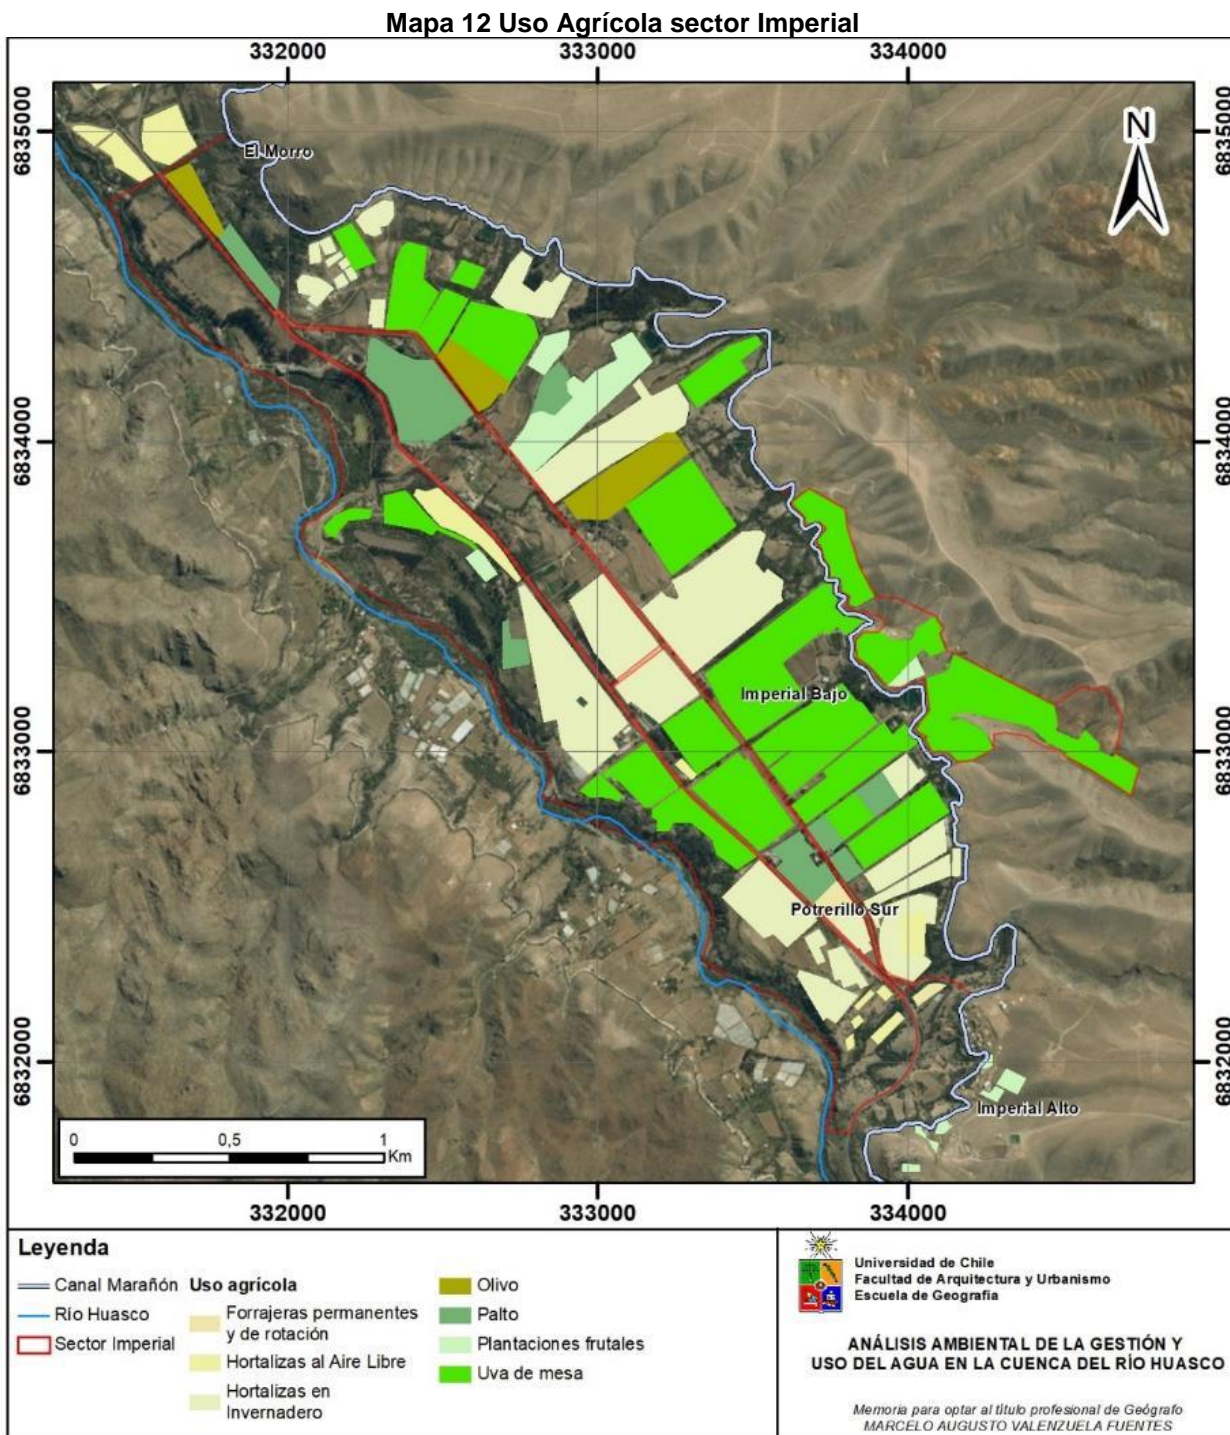 Mapa 12 Uso Agrícola sector Imperial
332000 333000 334000
6835000 6835000
N
El Morro
6834000 6834000
Imperial Bajo
6833000 6833000
Potrerillo Sur
6832000 6832000
Imperial Alto
0 0,5 1
Km
332000 333000 334000
Leyenda
Canal Marañón
Río Huasco
Sector Imperial
Uso agrícola
Forrajeras permanentes
y de rotación
Hortalizas al Aire Libre
Hortalizas en
Invernadero
Olivo
Palto
Plantaciones frutales
Uva de mesa
Universidad de Chile
Facultad de Arquitectura y Urbanismo
Escuela de Geografía
ANÁLISIS AMBIENTAL DE LA GESTIÓN Y
USO DEL AGUA EN LA CUENCA DEL RÍO HUASCO
Memoria para optar al título profesional de Geógrafo
MARCELO AUGUSTO VALENZUELA FUENTES